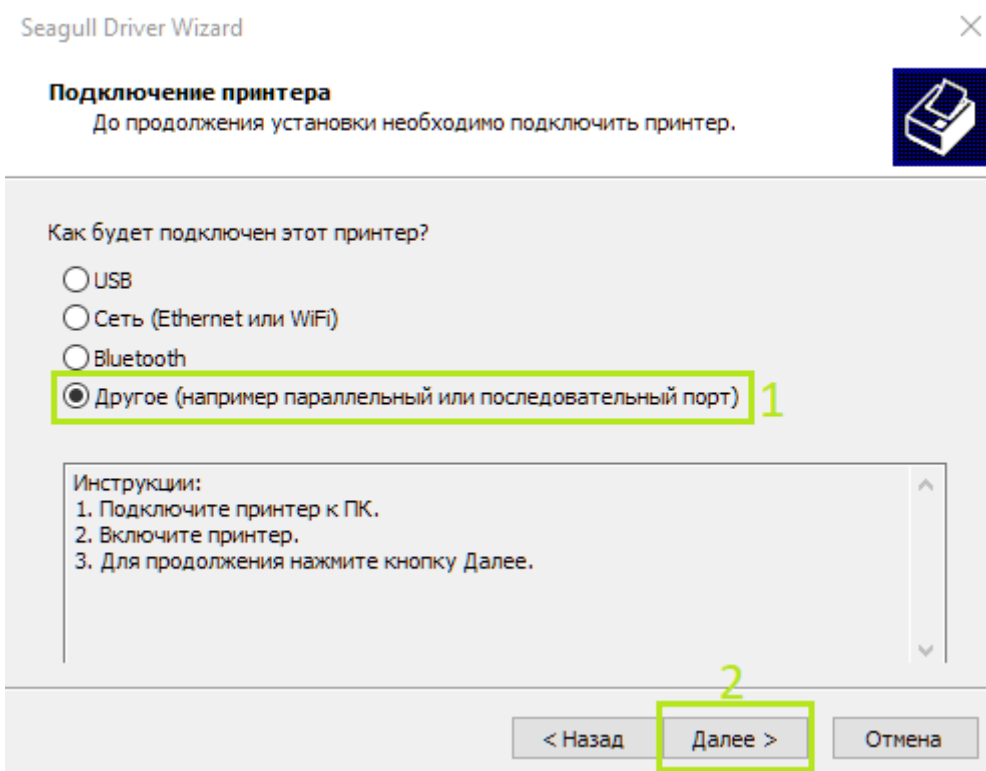 Seagull Driver Wizard
Подключение принтера
До продолжения установки необходимо подключить принтер.
Как будет подключен этот принтер?
USB
Сеть (Ethernet или WiFi)
Bluetooth
Другое (например параллельный или последовательный порт) 1
Инструкции:
1. Подключите принтер к ПК.
2. Включите принтер.
3. Для продолжения нажмите кнопку Далее.
2
< Назад Далее > Отмена